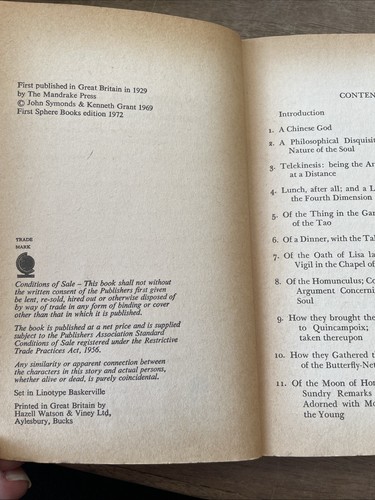 First published in Great Britain in 1929
by The Mandrake Press
© John Symonds & Kenneth Grant 1969
First Sphere Books edition 1972
TRADE
MARK
Conditions of Sale – This book shall not without
the written consent of the Publishers first given
be lent, re-sold, hired out or otherwise disposed of
by way of trade in any form of binding or cover
other than that in which it is published.
The book is published at a net price and is supplied
subject to the Publishers Association Standard
Conditions of Sale registered under the Restrictive
Trade Practices Act, 1956.
Any similarity or apparent connection between
the characters in this story and actual persons,
whether alive or dead, is purely coincidental.
Set in Linotype Baskerville
Printed in Great Britain by
Hazell Watson & Viney Ltd,
Aylesbury, Bucks
CONTEN
Introduction
1. A Chinese God
2. A Philosophical Disquisit
Nature of the Soul
3. Telekinesis: being the Ar
at a Distance
4. Lunch, after all; and a L
the Fourth Dimension
5. Of the Thing in the Gar
of the Tao
6. Of a Dinner, with the Tal
7. Of the Oath of Lisa la
Vigil in the Chapel of
8. Of the Homunculus; Co
Argument Concerni
Soul
9. How they brought the
to Quincampoix;
taken thereupon
10. How they Gathered t
of the Butterfly-Net
11. Of the Moon of Hon
Sundry Remarks
Adorned with Mo
the Young